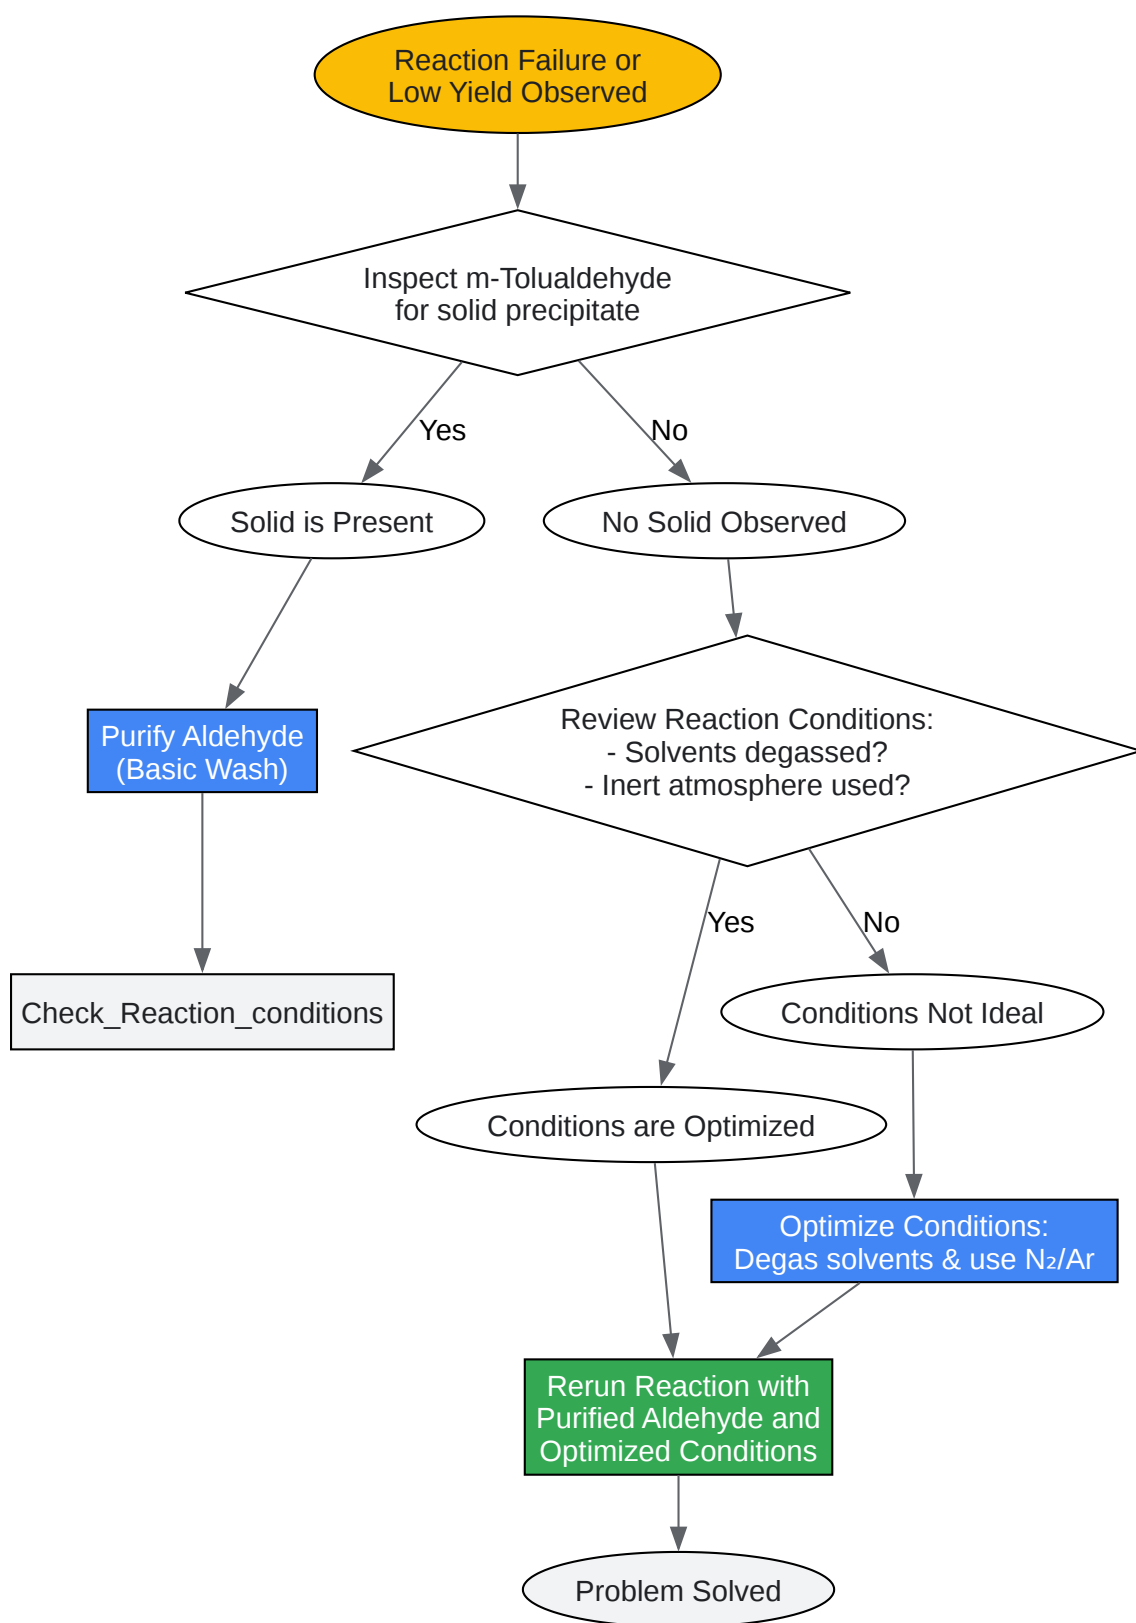 Reaction Failure or
Low Yield Observed
Inspect m-Tolualdehyde
for solid precipitate
Yes
No
Solid is Present
No Solid Observed
Purify Aldehyde
(Basic Wash)
Review Reaction Conditions:
- Solvents degassed?
- Inert atmosphere used?
Yes
No
Check_Reaction_conditions
Conditions Not Ideal
Conditions are Optimized
Optimize Conditions:
Degas solvents & use N₂/Ar
Rerun Reaction with
Purified Aldehyde and
Optimized Conditions
Problem Solved